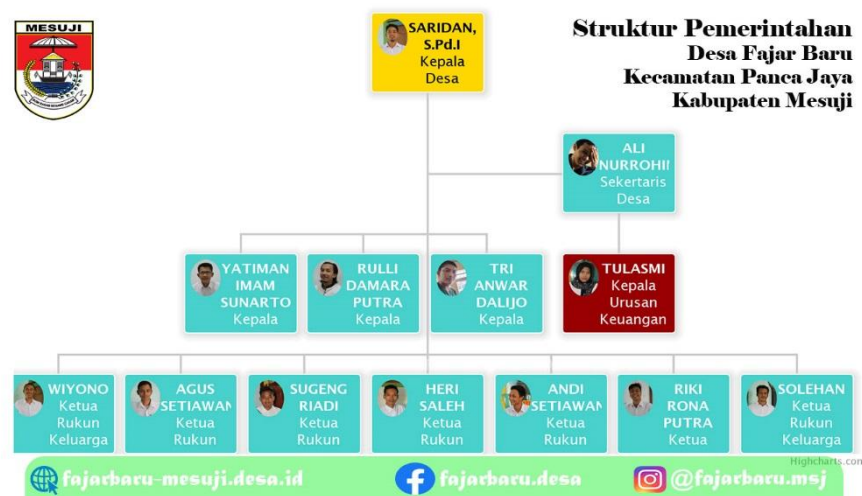 MESUJI
Struktur Pemerintahan
Desa Fajar Baru
Kecamatan Panca Jaya
Kabupaten Mesuji
SARIDAN,
S.Pd.I
Kepala
Desa
ALI
NURROHI
Sekertaris
Desa
YATIMAN
IMAM
SUNARTO
Kepala
RULLI
DAMARA
PUTRA
Kepala
TRI
ANWAR
DALIJO
Kepala
TULASMI
Kepala
Urusan
Keuangan
WIYONO
Ketua
Rukun
Keluarga
AGUS
SETIAWAN
Ketua
Rukun
SUGENG
RIADI
Ketua
Rukun
HERI
SALEH
Ketua
Rukun
ANDI
SETIAWAN
Ketua
Rukun
RIKI
RONA
PUTRA
Ketua
SOLEHAN
Ketua
Rukun
Keluarga
Highcharts.com
fajarbaru-mesuji.desa.id
fajarbaru.desa
@fajarbaru.msj